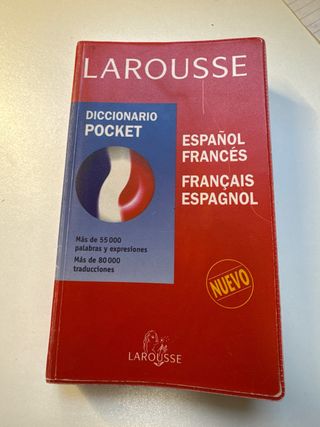 LAROUSSE
DICCIONARIO
POCKET
ESPAÑOL
FRANCÉS
FRANÇAIS
ESPAGNOL
Más de 55 000
palabras y expresiones
Más de 80 000
traducciones
NUEVO
LAROUSSE